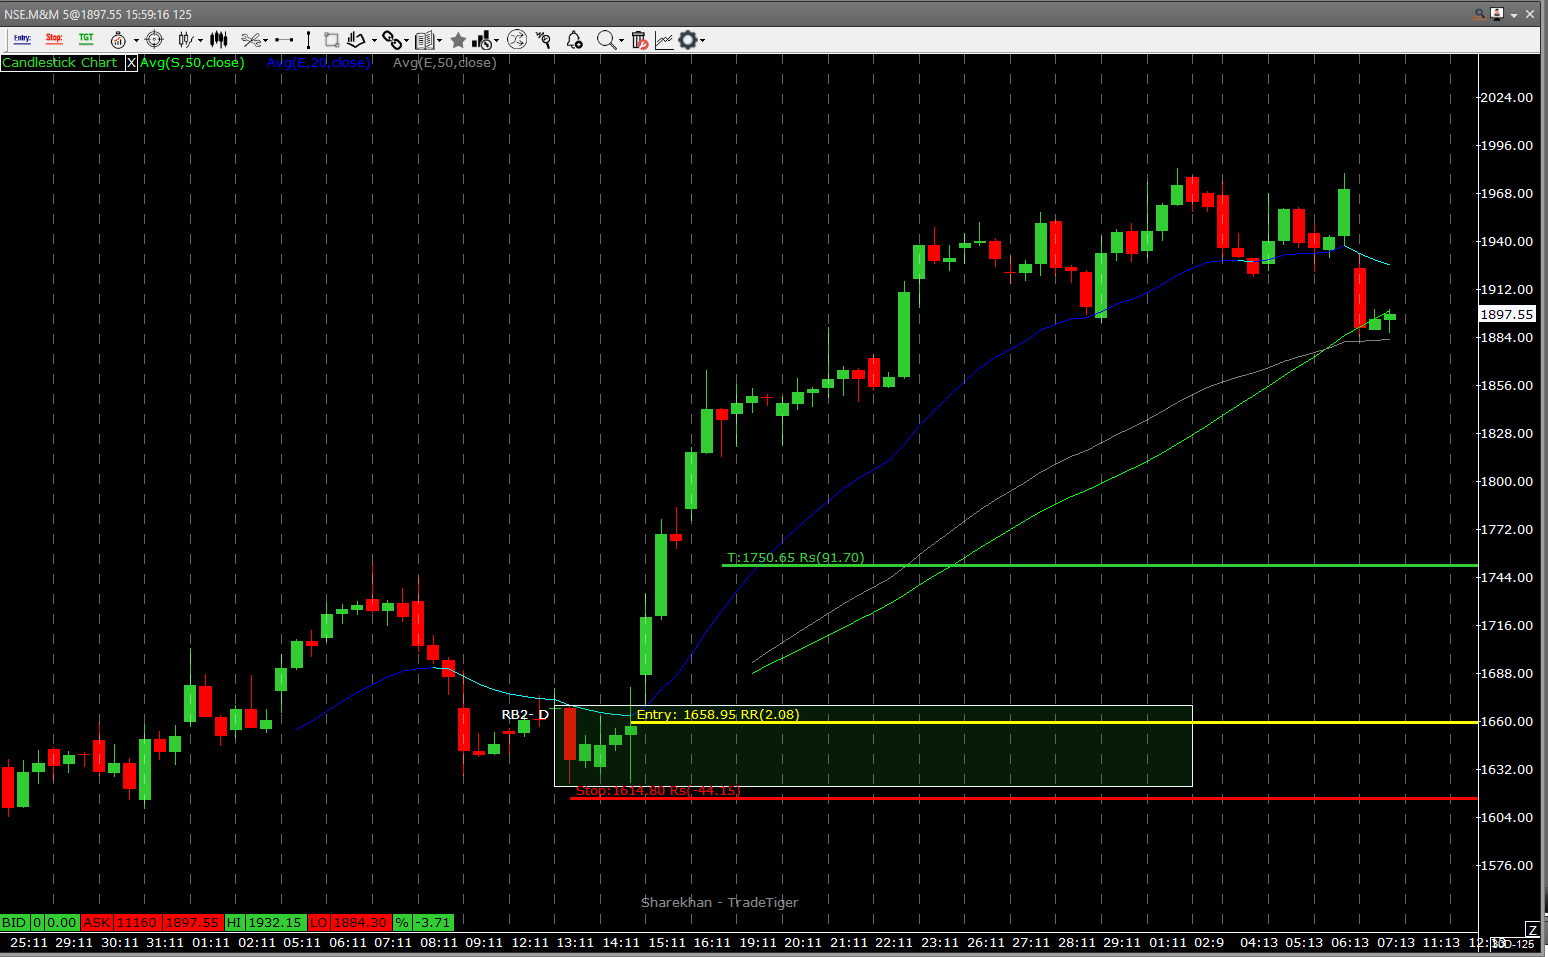 NSE.M&M 5@1897.55 15:59:16 125
Entry: Stop: TGT
Candlestick Chart X Avg(S,50,close) Avg(E,20,close) Avg(E,50,close)
2024.00
1996.00
1968.00
1940.00
1912.00
1897.55
1884.00
1856.00
1828.00
1800.00
1772.00
T:1750.65 Rs(91.70)
1744.00
1716.00
1688.00
RB2- D Entry: 1658.95 RR(2.08)
1660.00
1632.00
Stop:1614.80 Rs(-44.15)
1604.00
1576.00
Sharekhan - TradeTiger
BID 0 0.00 ASK 11160 1897.55 HI 1932.15 LO 1884.30 % -3.71
Z
25:11 29:11 30:11 31:11 01:11 02:11 05:11 06:11 07:11 08:11 09:11 12:11 13:11 14:11 15:11 16:11 19:11 20:11 21:11 22:11 23:11 26:11 27:11 28:11 29:11 01:11 02:9 04:13 05:13 06:13 07:13 11:13